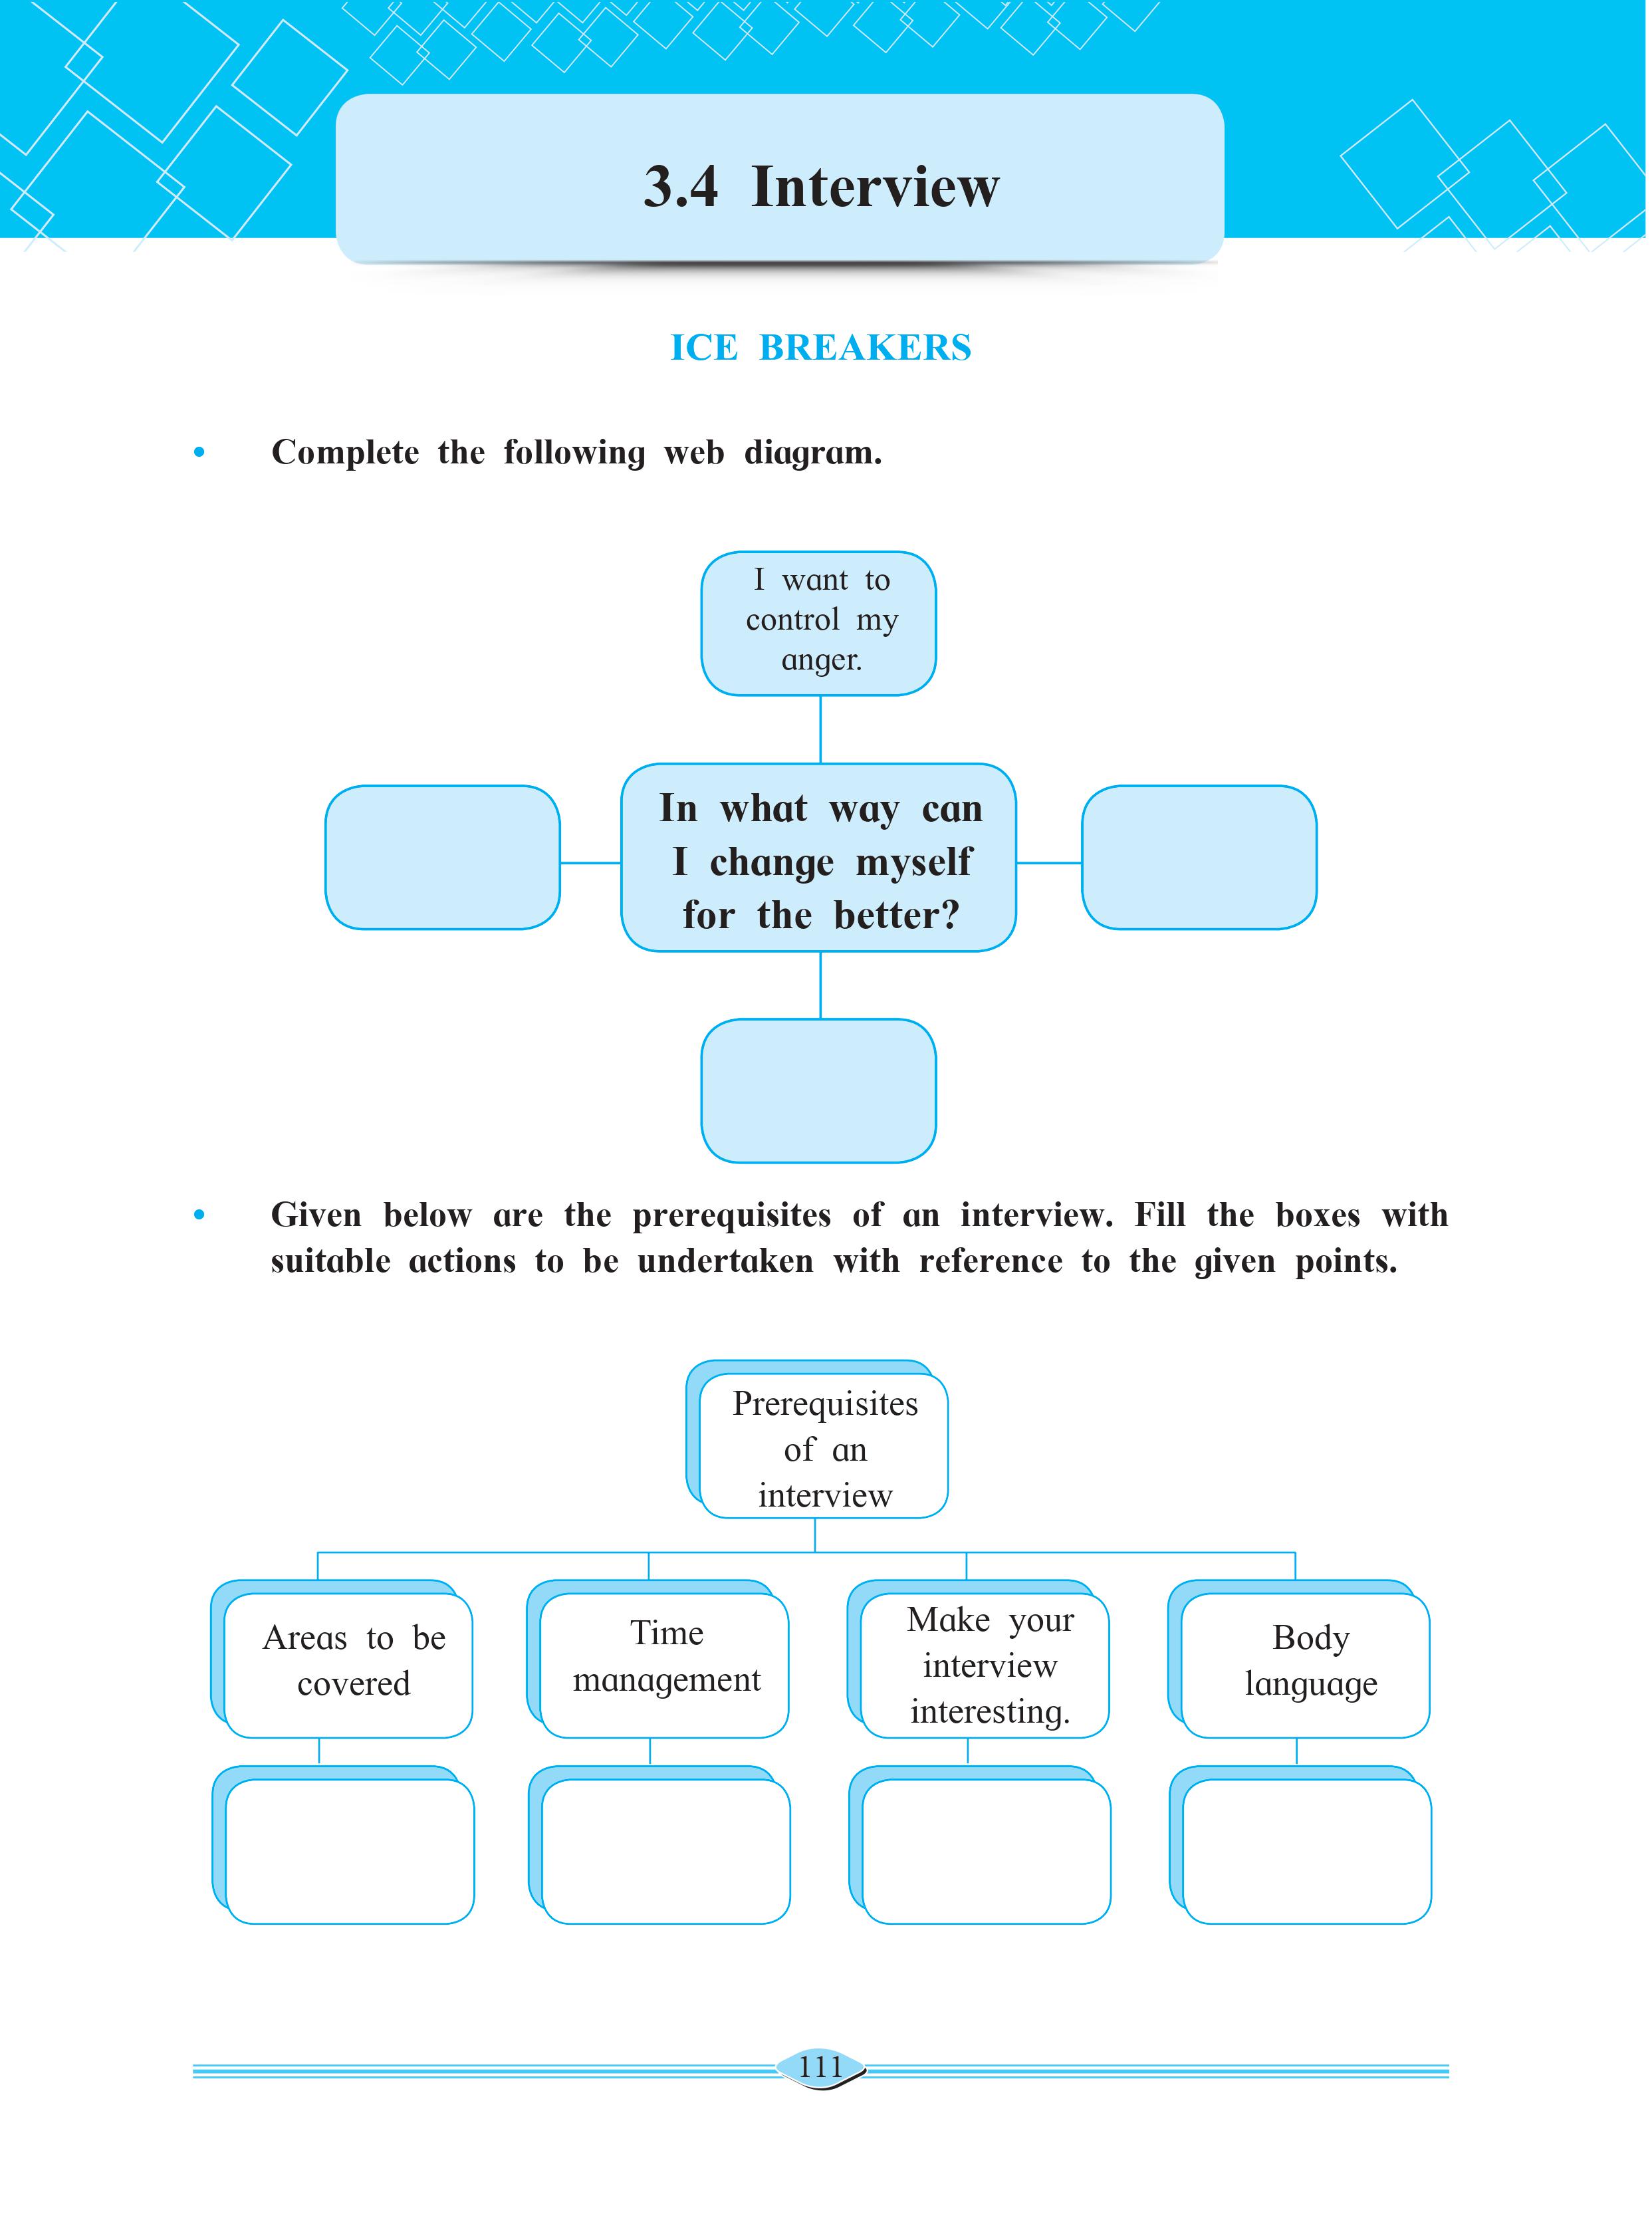 3.4 Interview
ICE BREAKERS
• Complete the following web diagram.
I want to
control my
anger.
In what way can
I change myself
for the better?
• Given below are the prerequisites of an interview. Fill the boxes with
suitable actions to be undertaken with reference to the given points.
Prerequisites
of an
interview
Areas to be
covered
Time
management
Make your
interview
interesting.
Body
language
111